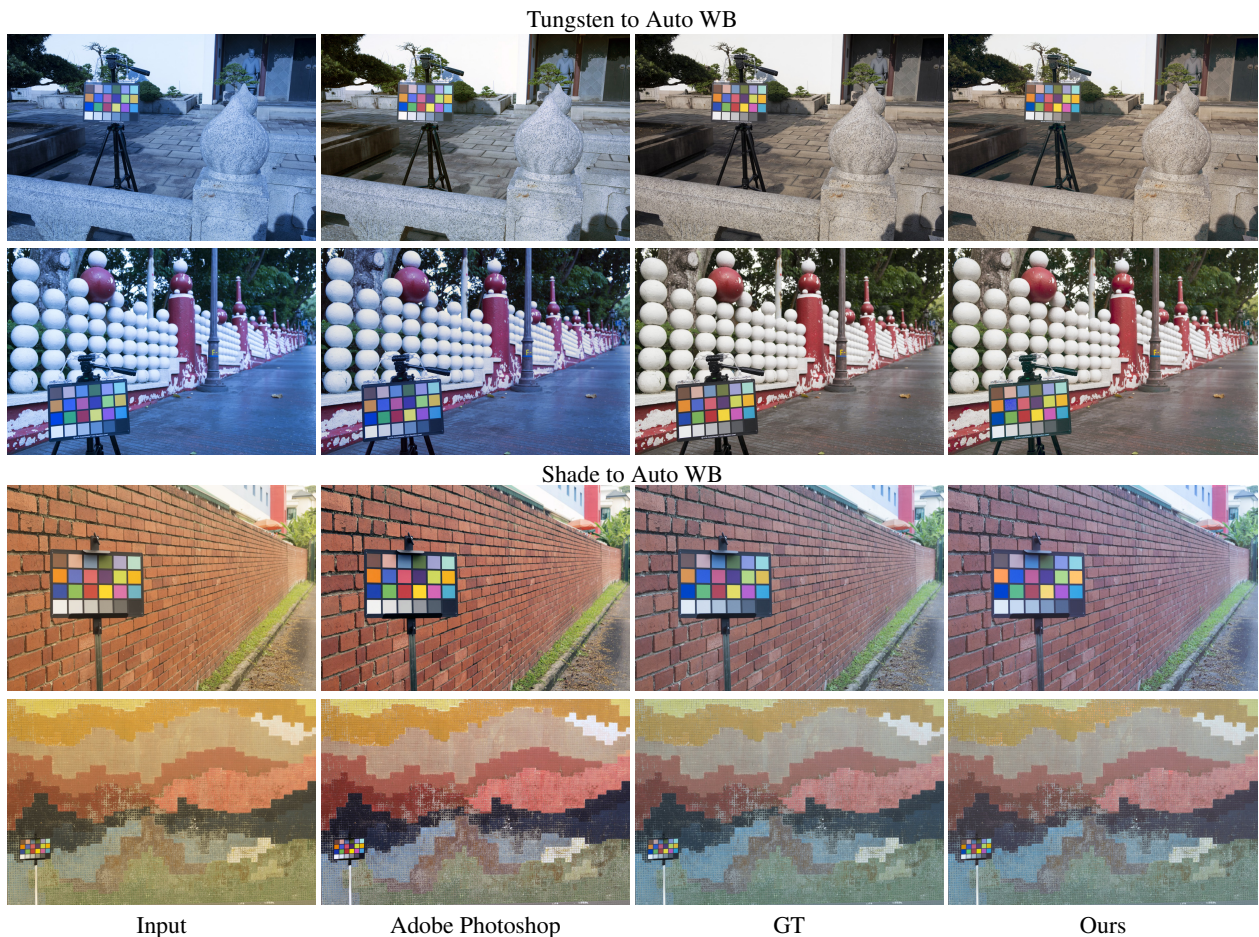 Tungsten to Auto WB
Shade to Auto WB
Input
Adobe Photoshop
GT
Ours